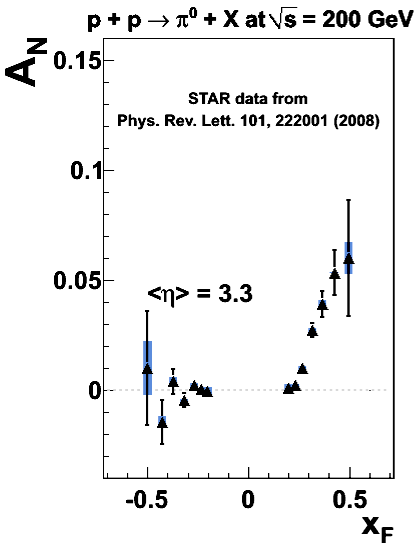 p + p → π⁰ + X at √s = 200 GeV
A_N
0.15
STAR data from
Phys. Rev. Lett. 101, 222001 (2008)
0.1
0.05
<η> = 3.3
0
-0.5 0 0.5
x_F